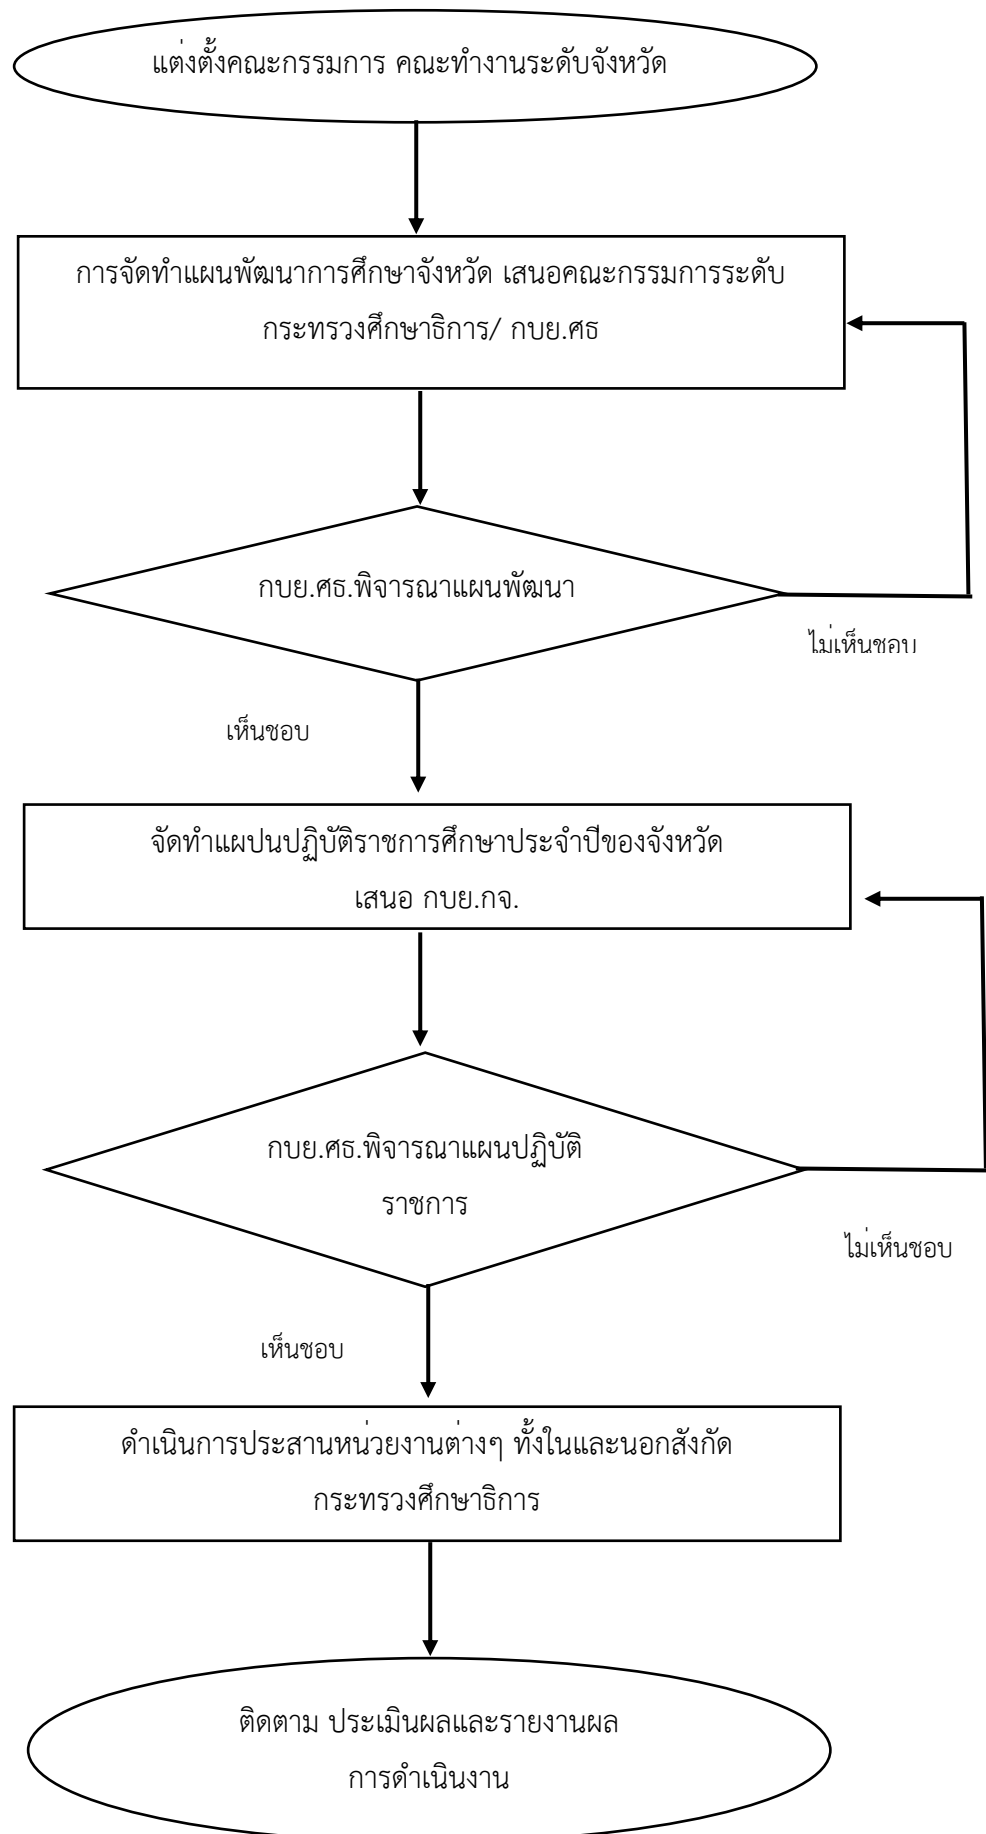 แต่งตั้งคณะกรรมการ คณะทำงานระดับจังหวัด
การจัดทำแผนพัฒนาการศึกษาจังหวัด เสนอคณะกรรมการระดับ
กระทรวงศึกษาธิการ/ กบย.ศธ
กบย.ศธ.พิจารณาแผนพัฒนา
ไม่เห็นชอบ
เห็นชอบ
จัดทำแผปนปฏิบัติราชการศึกษาประจำปีของจังหวัด
เสนอ กบย.กจ.
กบย.ศธ.พิจารณาแผนปฏิบัติ
ราชการ
ไม่เห็นชอบ
เห็นชอบ
ดำเนินการประสานหน่วยงานต่างๆ ทั้งในและนอกสังกัด
กระทรวงศึกษาธิการ
ติดตาม ประเมินผลและรายงานผล
การดำเนินงาน